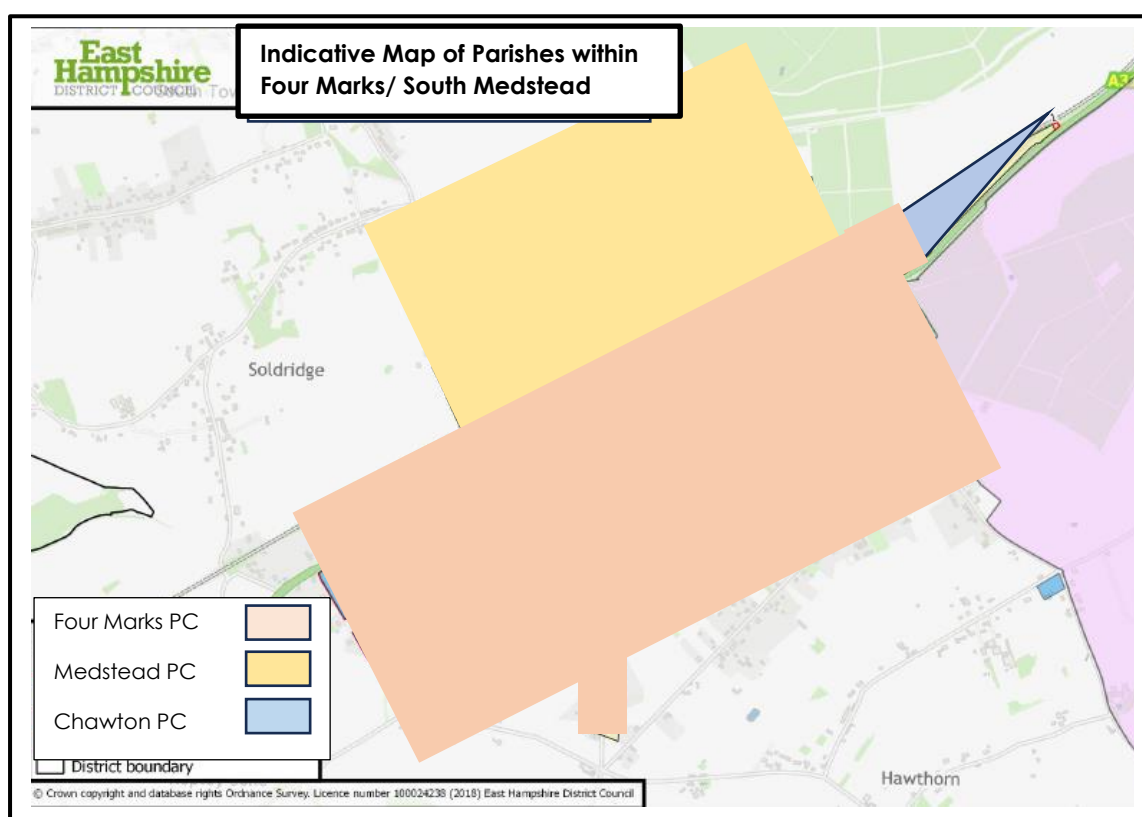 East
Hampshire
DISTRICT COUNCIL
Indicative Map of Parishes within
Four Marks/ South Medstead
A3
Soldridge
Four Marks PC
Medstead PC
Chawton PC
District boundary
Hawthorn
© Crown copyright and database rights Ordnance Survey. Licence number 100024238 (2018) East Hampshire District Council